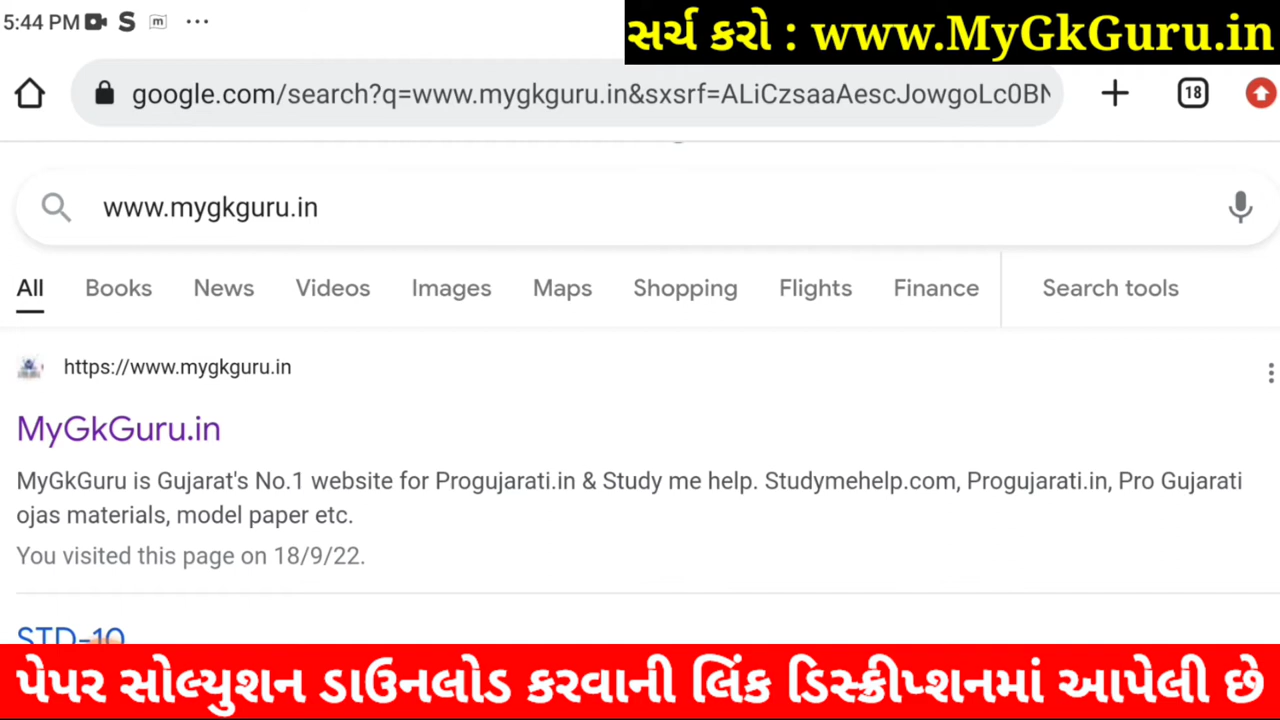 5:44 PM S m ...
સર્ચ કરો : www.MyGkGuru.in
google.com/search?q=www.mygkguru.in&sxsrf=ALiCzsaaAescJowgoLc0BN
18
www.mygkguru.in
All Books News Videos Images Maps Shopping Flights Finance Search tools
https://www.mygkguru.in
MyGkGuru.in
MyGkGuru is Gujarat's No.1 website for Progujarati.in & Study me help. Studymehelp.com, Progujarati.in, Pro Gujarati
ojas materials, model paper etc.
You visited this page on 18/9/22.
STD-10
પેપર સોલ્યુશન ડાઉનલોડ કરવાની લિંક ડિસ્ક્રીપ્શનમાં આપેલી છે